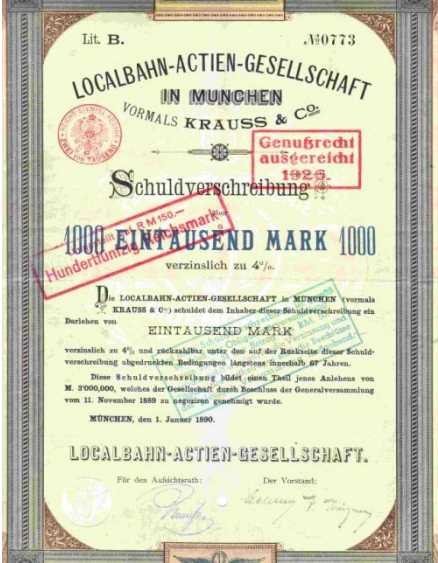 Lit. B.
№0773
LOCALBAHN-ACTIEN-GESELLSCHAFT
IN MÜNCHEN
VORMALS KRAUSS & Co.
Genußrecht
ausgereicht
1926.
Schuldverschreibung
über
R M 150.—
Hundertfünfzig Reichsmark
1000 EINTAUSEND MARK 1000
verzinslich zu 4%.
Die LOCALBAHN-ACTIEN-GESELLSCHAFT in MÜNCHEN (vormals
KRAUSS & Co) schuldet dem Inhaber dieser Schuldverschreibung ein
Darlehen von
EINTAUSEND MARK
verzinslich zu 4% und rückzahlbar unter den auf der Rückseite dieser Schuld-
verschreibung abgedruckten Bedingungen längstens innerhalb 67 Jahren.
Diese Schuldverschreibung bildet einen Theil jenes Anlehens von
M. 3'000,000, welches der Gesellschaft durch Beschluss der Generalversammlung
vom 11. November 1889 zu negoziren genehmigt wurde.
MÜNCHEN, den 1. Januar 1890.
LOCALBAHN-ACTIEN-GESELLSCHAFT.
Für den Aufsichtsrath:
Der Vorstand: